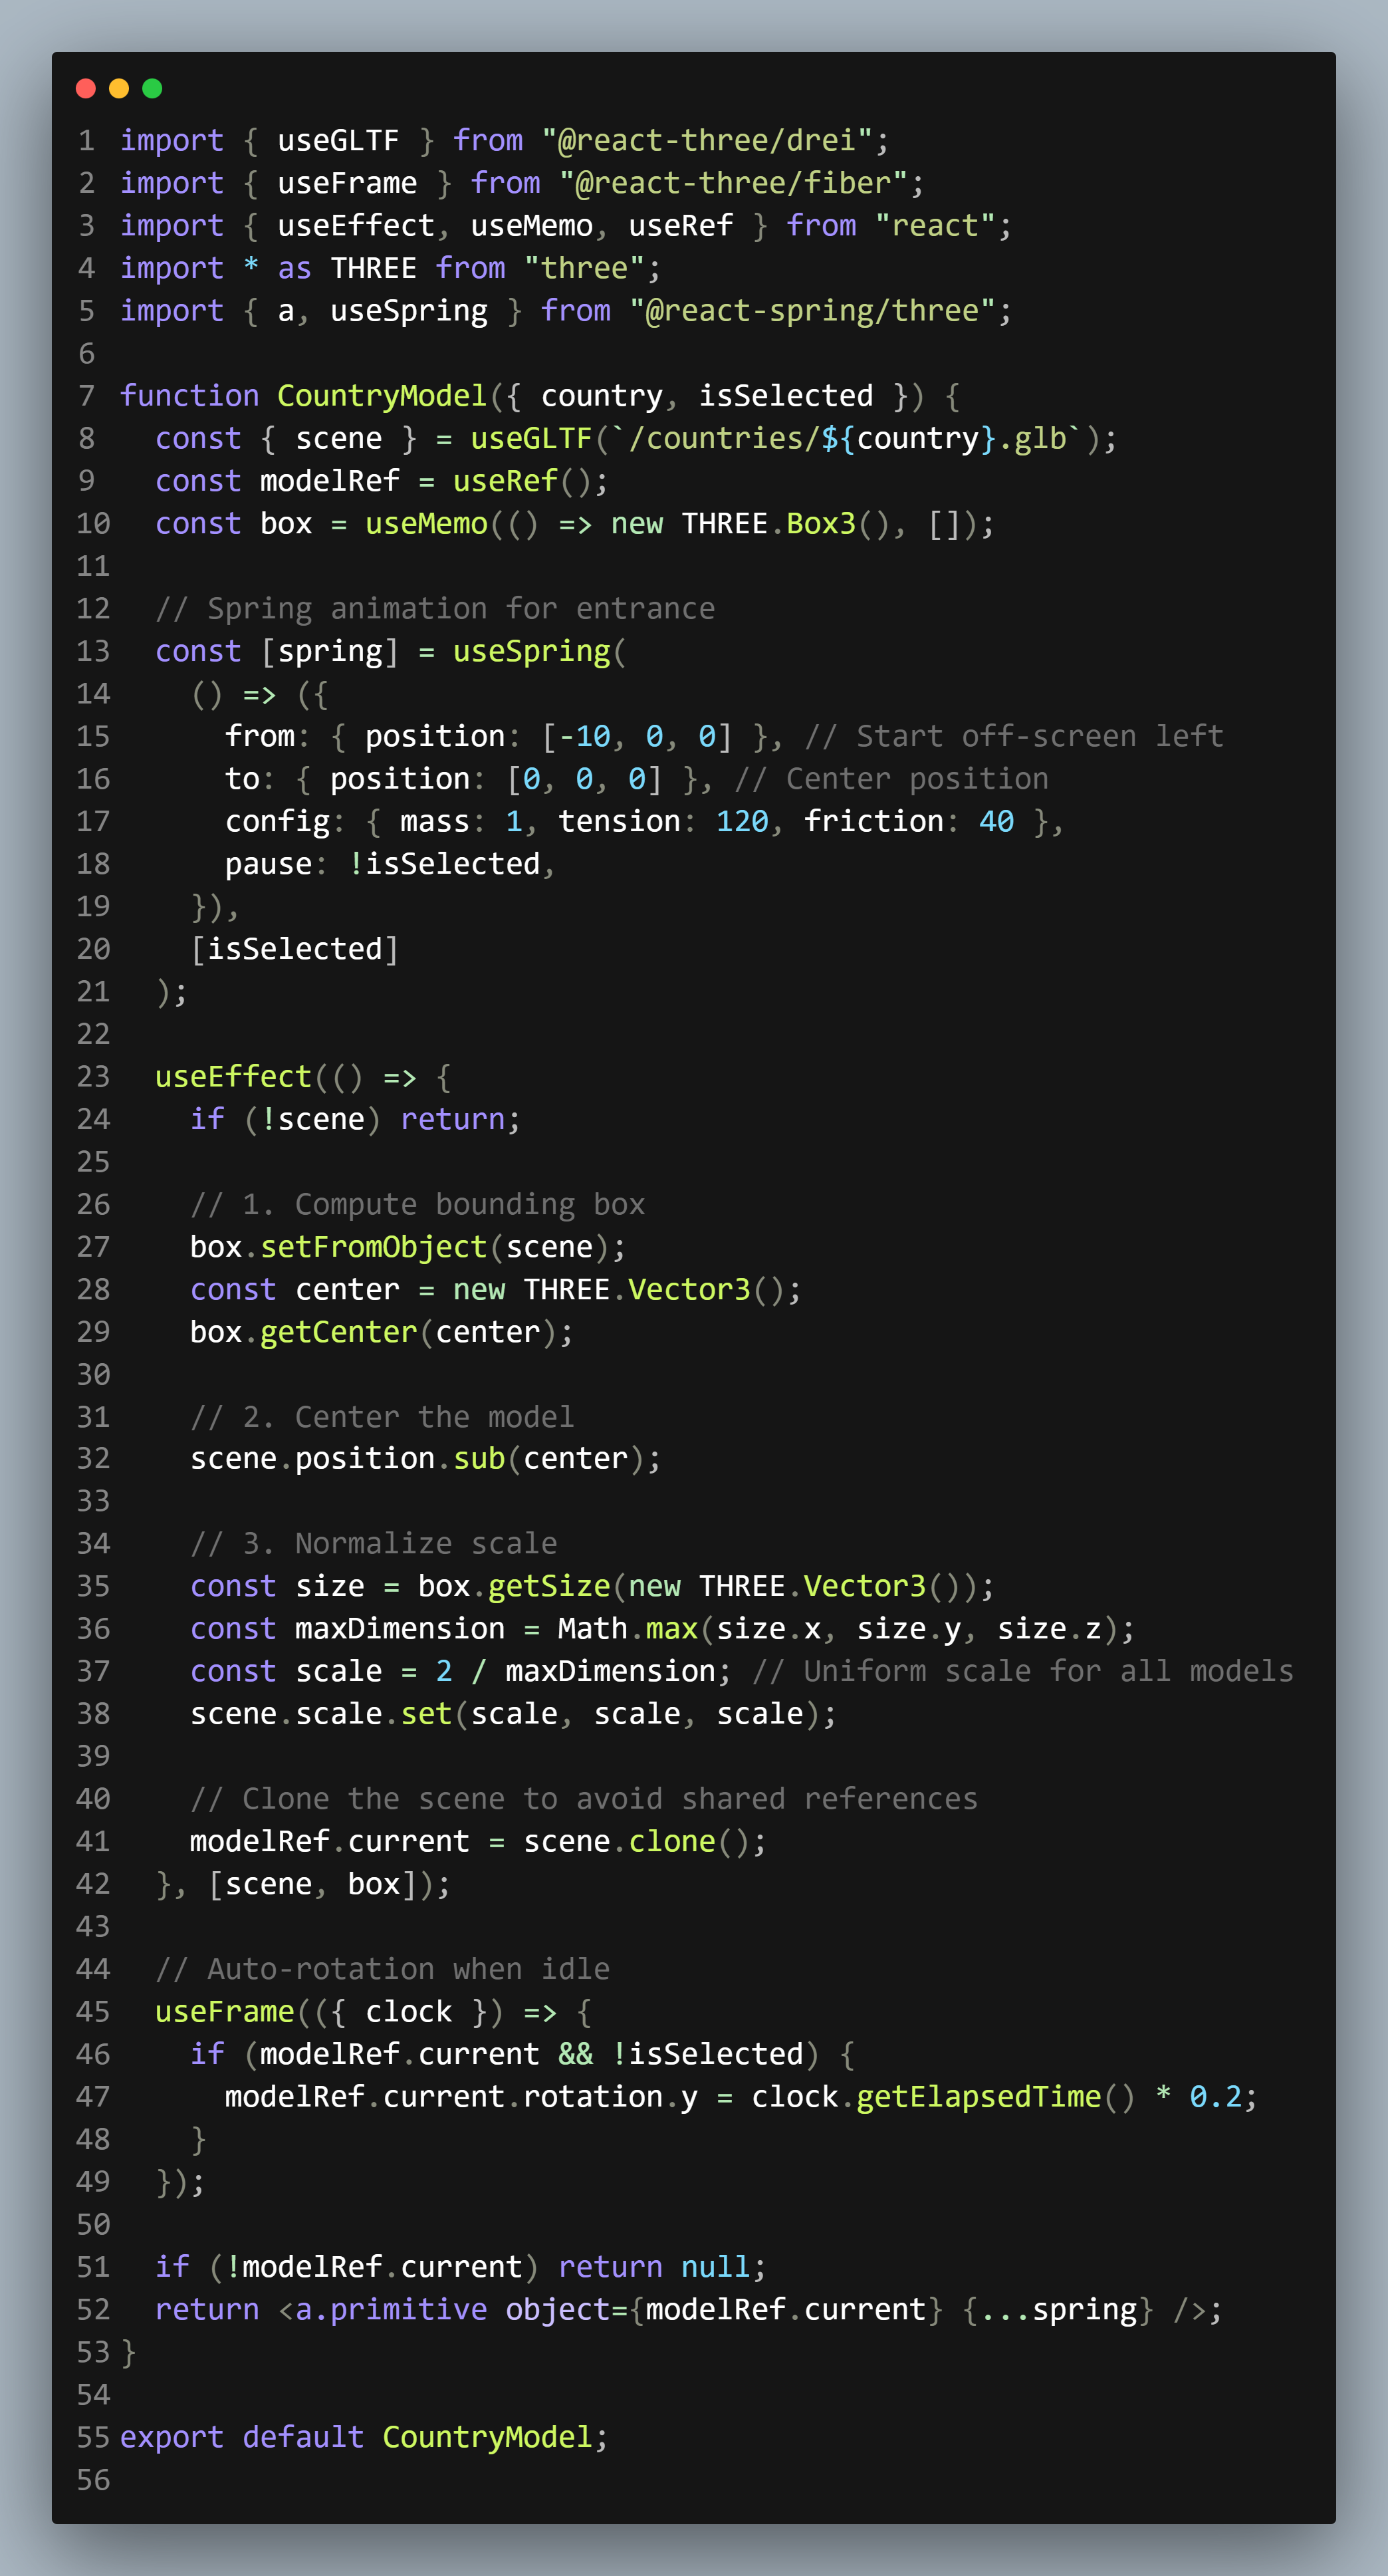 1 import { useGLTF } from "@react-three/drei";
2 import { useFrame } from "@react-three/fiber";
3 import { useEffect, useMemo, useRef } from "react";
4 import * as THREE from "three";
5 import { a, useSpring } from "@react-spring/three";
6
7 function CountryModel({ country, isSelected }) {
8   const { scene } = useGLTF(`/countries/${country}.glb`);
9   const modelRef = useRef();
10   const box = useMemo(() => new THREE.Box3(), []);
11
12   // Spring animation for entrance
13   const [spring] = useSpring(
14     () => ({
15       from: { position: [-10, 0, 0] }, // Start off-screen left
16       to: { position: [0, 0, 0] }, // Center position
17       config: { mass: 1, tension: 120, friction: 40 },
18       pause: !isSelected,
19     }),
20     [isSelected]
21   );
22
23   useEffect(() => {
24     if (!scene) return;
25
26     // 1. Compute bounding box
27     box.setFromObject(scene);
28     const center = new THREE.Vector3();
29     box.getCenter(center);
30
31     // 2. Center the model
32     scene.position.sub(center);
33
34     // 3. Normalize scale
35     const size = box.getSize(new THREE.Vector3());
36     const maxDimension = Math.max(size.x, size.y, size.z);
37     const scale = 2 / maxDimension; // Uniform scale for all models
38     scene.scale.set(scale, scale, scale);
39
40     // Clone the scene to avoid shared references
41     modelRef.current = scene.clone();
42   }, [scene, box]);
43
44   // Auto-rotation when idle
45   useFrame(({ clock }) => {
46     if (modelRef.current && !isSelected) {
47       modelRef.current.rotation.y = clock.getElapsedTime() * 0.2;
48     }
49   });
50
51   if (!modelRef.current) return null;
52   return <a.primitive object={modelRef.current} {...spring} />;
53 }
54
55 export default CountryModel;
56